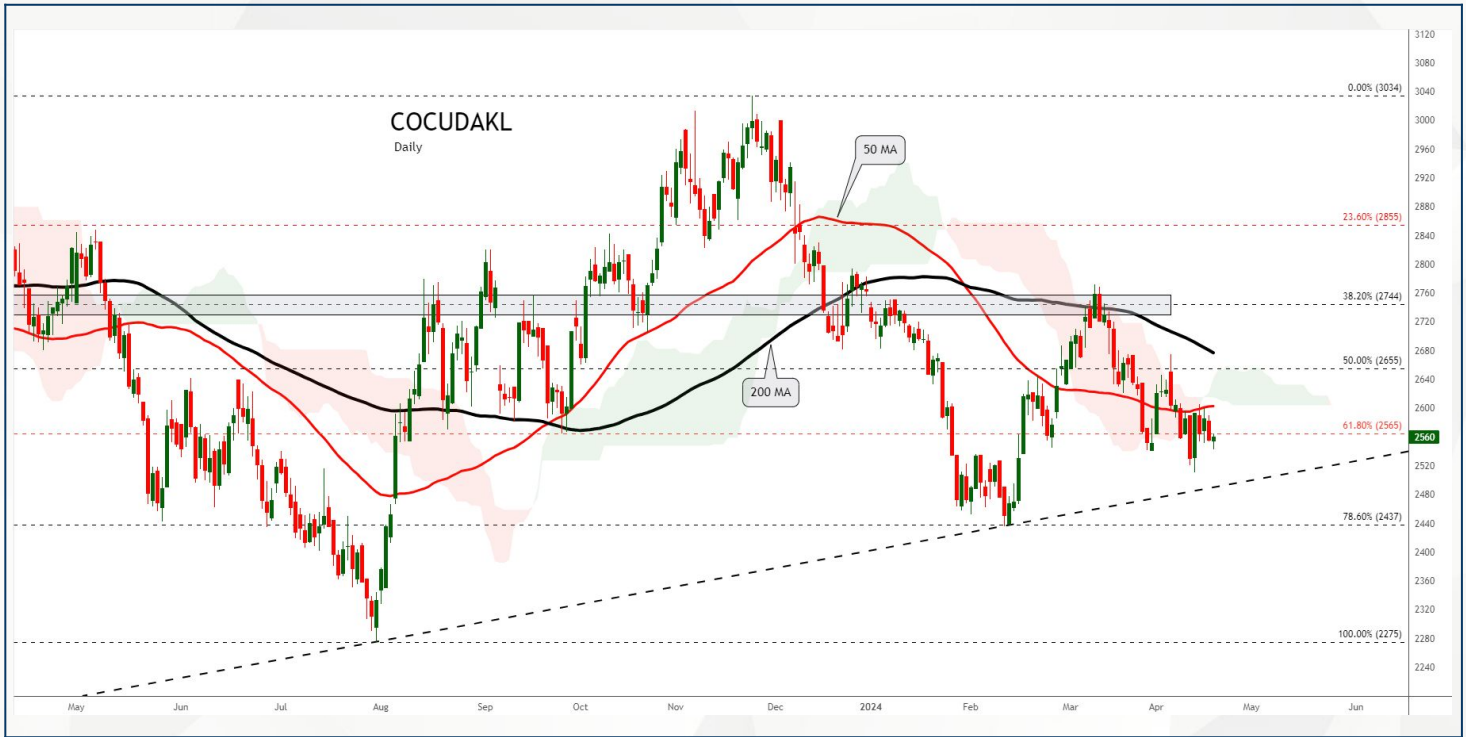 COCUDAKL
Daily
50 MA
200 MA
0.00% (3034)
23.60% (2855)
38.20% (2744)
50.00% (2655)
61.80% (2565)
78.60% (2437)
100.00% (2275)
3120
3080
3040
3000
2960
2920
2880
2840
2800
2760
2720
2680
2640
2600
2560
2520
2480
2440
2400
2360
2320
2280
2240
May
Jun
Jul
Aug
Sep
Oct
Nov
Dec
2024
Feb
Mar
Apr
May
Jun